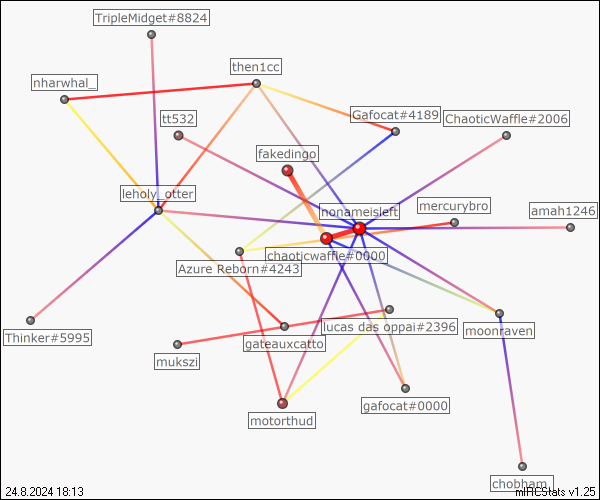 TripleMidget#8824
then1cc
nharwhal_
Gafocat#4189
tt532
ChaoticWaffle#2006
fakedingo
leholy_otter
mercurybro
nonameisleft
amah1246
chaoticwaffle#0000
Azure Reborn#4243
lucas das oppai#2396
moonraven
Thinker#5995
gateauxcatto
mukszi
gafocat#0000
motorthud
chobham_
24.8.2024 18:13
mIRCStats v1.25